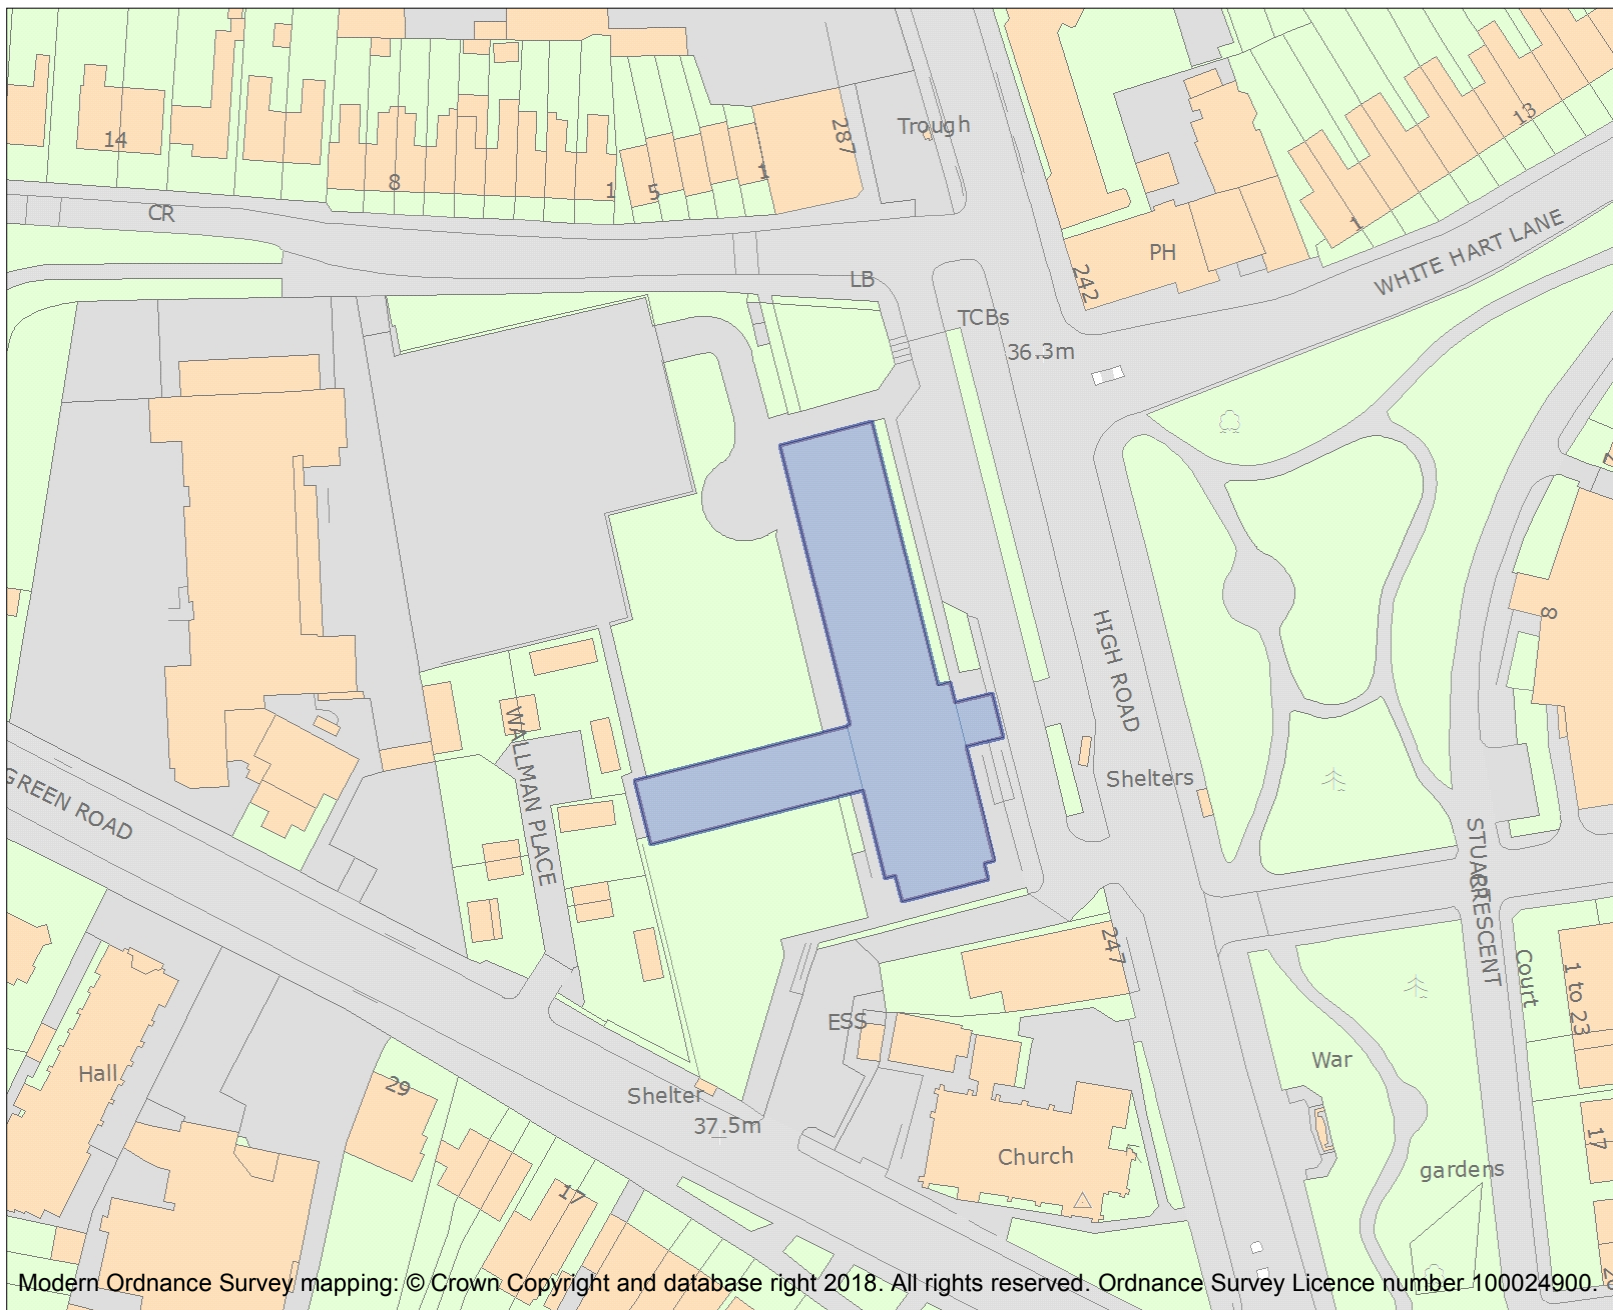 14
8
1
5
1
287
Trough
13
1
CR
PH
242
WHITE HART LANE
LB
TCBs
36.3m
HIGH ROAD
8
WALLMAN PLACE
Shelters
GREEN ROAD
STUART CRESCENT
247
Court
1 to 23
ESS
War
Hall
29
Shelter
37.5m
Church
17
gardens
17
Modern Ordnance Survey mapping: © Crown Copyright and database right 2018. All rights reserved. Ordnance Survey Licence number 100024900.